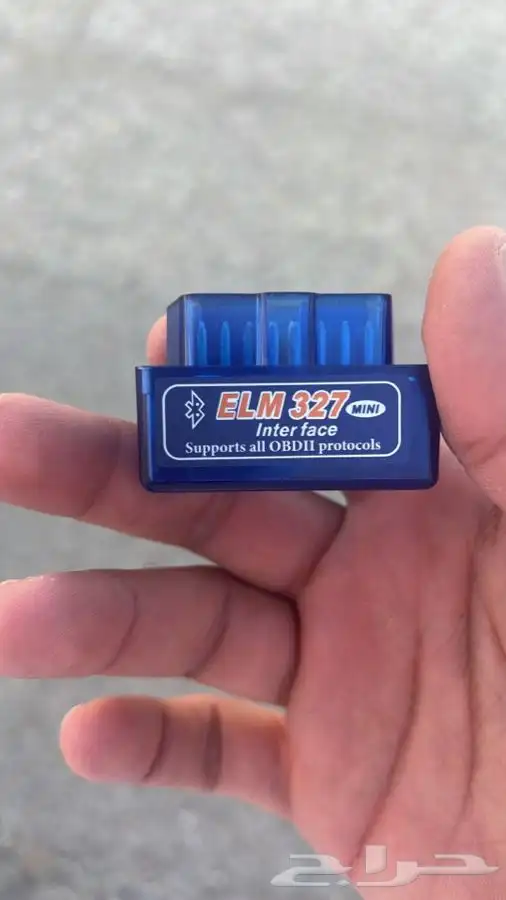 ELM 327 MINI
Inter face
Supports all OBDII protocols
حراج